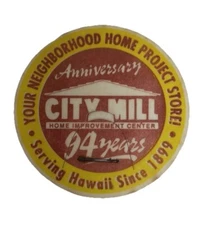 • YOUR NEIGHBORHOOD HOME PROJECT STORE! •
Anniversary
CITY MILL
HOME IMPROVEMENT CENTER
94 years
Serving Hawaii Since 1899